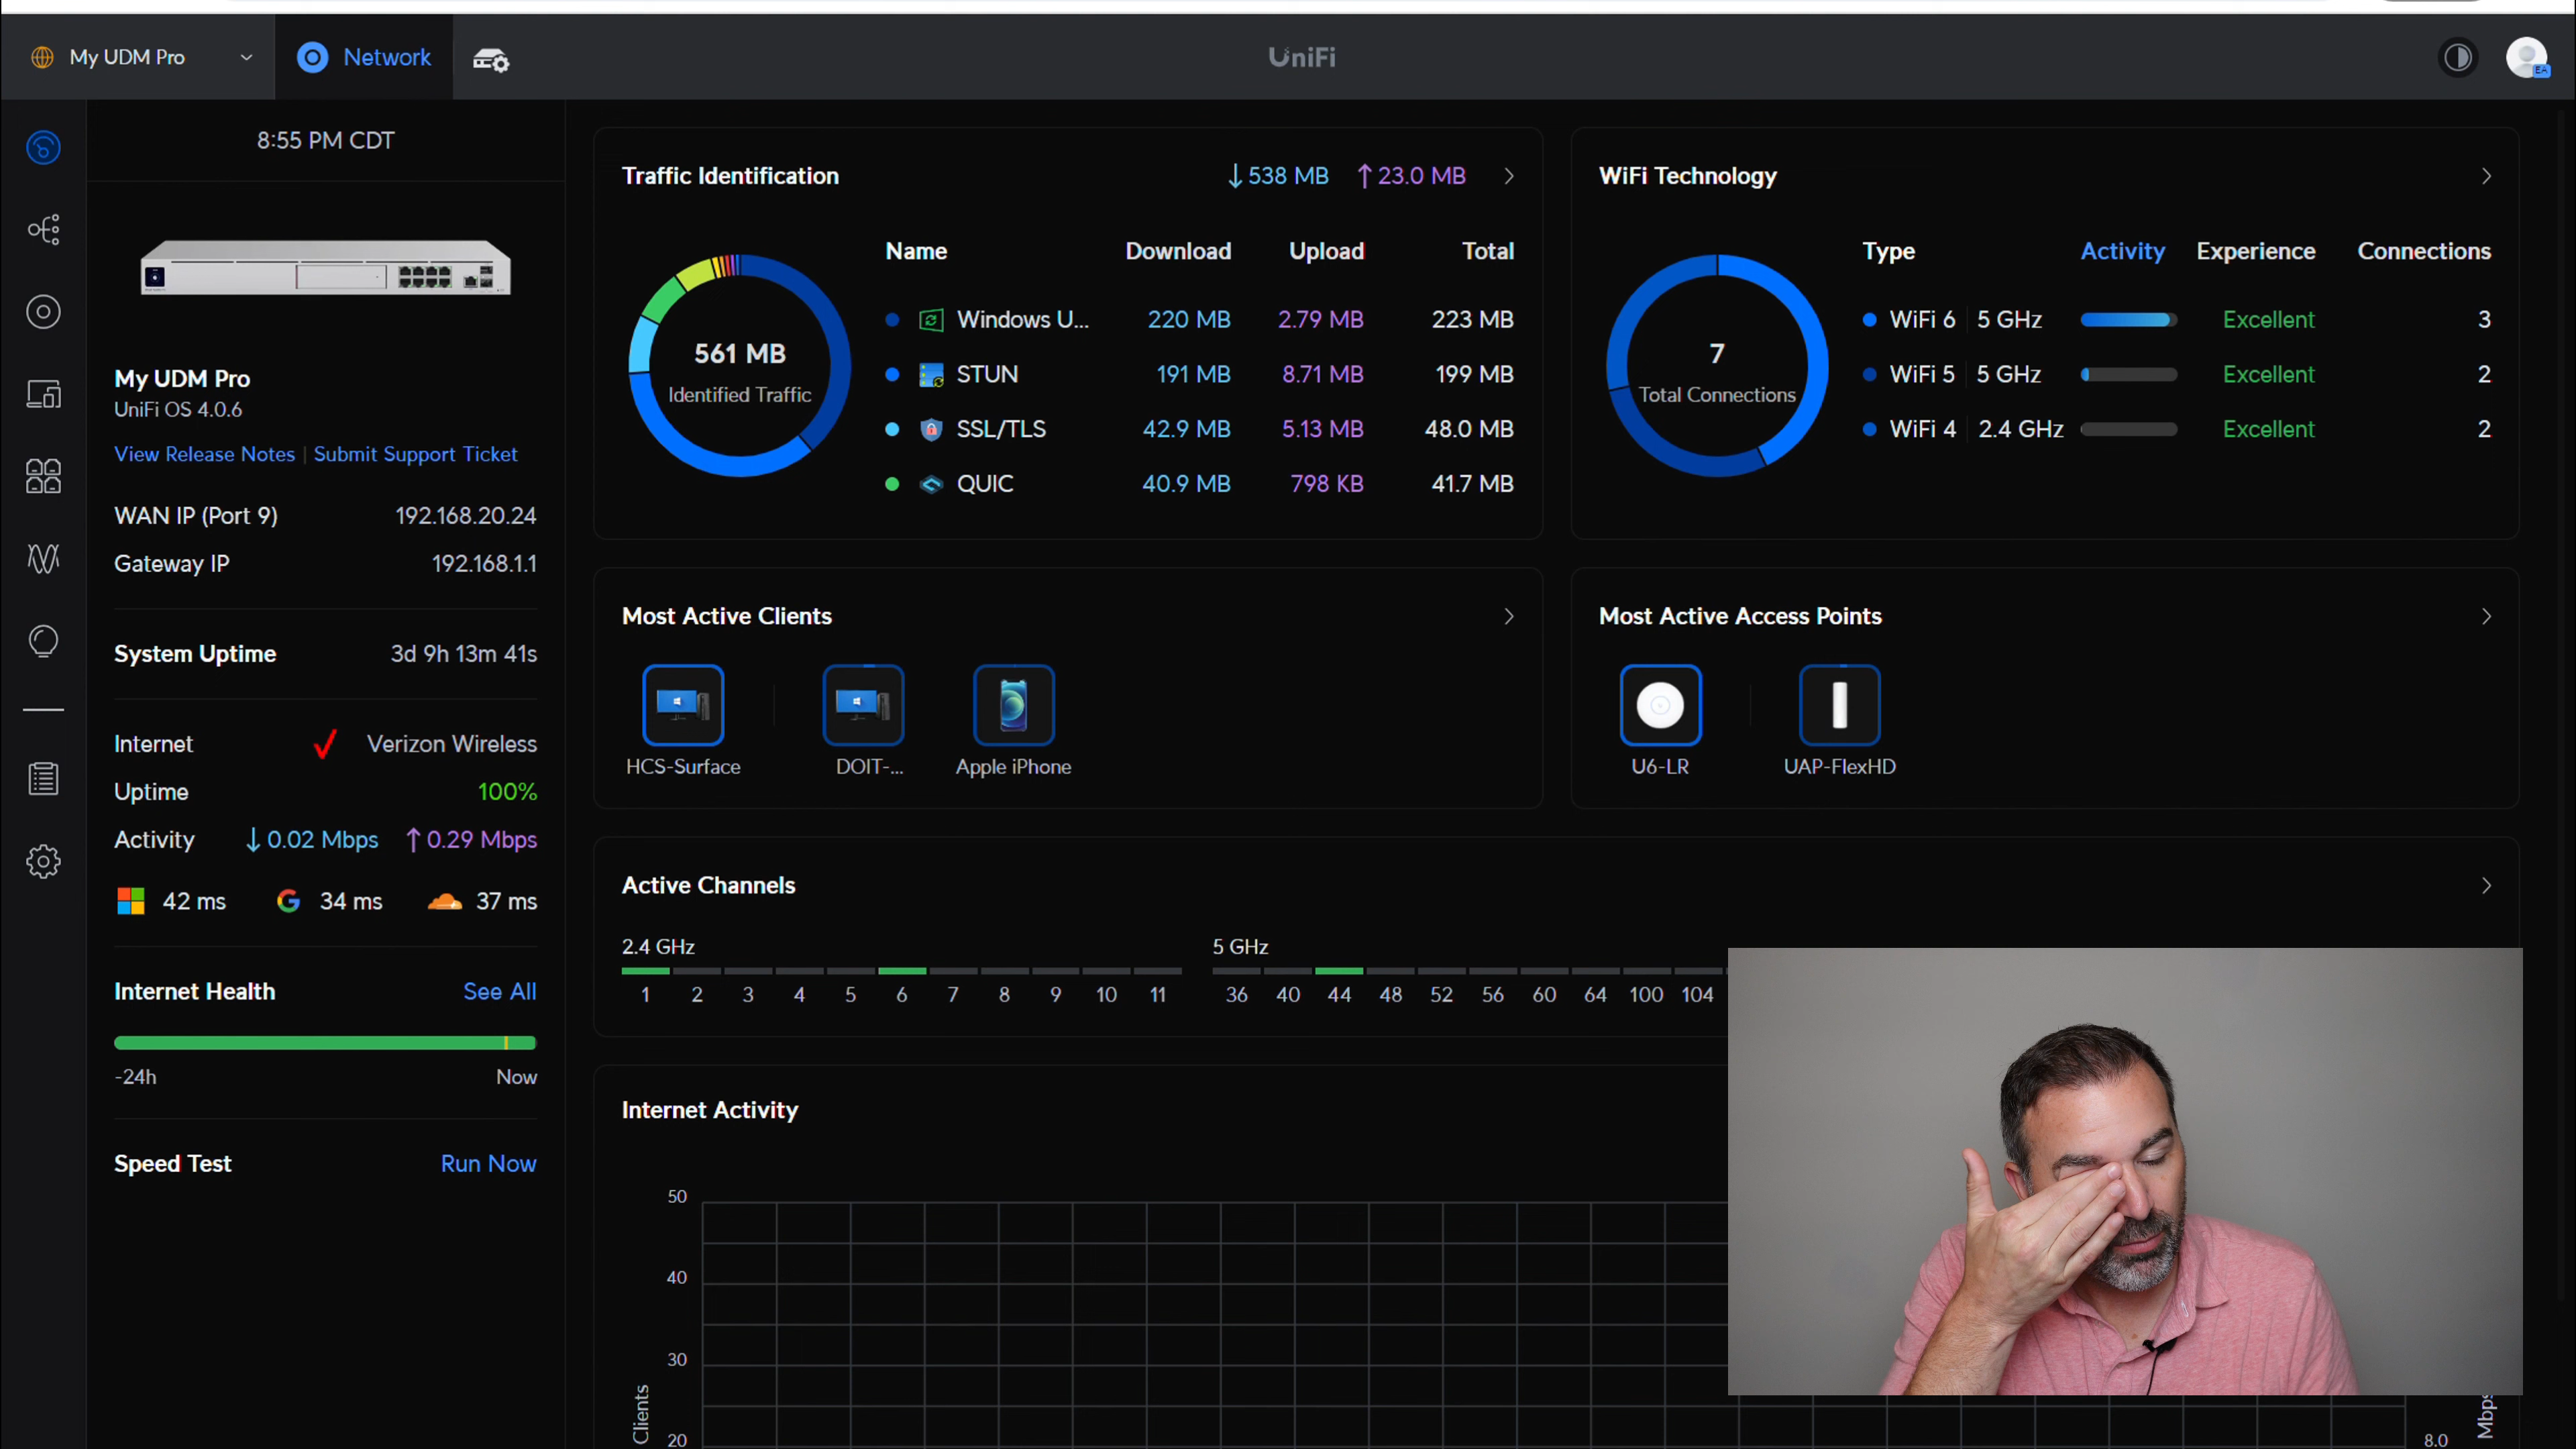 My UDM Pro
Network
UniFi
EA
8:55 PM CDT
My UDM Pro
UniFi OS 4.0.6
View Release Notes | Submit Support Ticket
WAN IP (Port 9) 192.168.20.24
Gateway IP 192.168.1.1
System Uptime 3d 9h 13m 41s
Internet Verizon Wireless
Uptime 100%
Activity ↓ 0.02 Mbps ↑ 0.29 Mbps
42 ms 34 ms 37 ms
Internet Health See All
-24h Now
Speed Test Run Now
Traffic Identification ↓ 538 MB ↑ 23.0 MB
561 MB
Identified Traffic
Name Download Upload Total
Windows U... 220 MB 2.79 MB 223 MB
STUN 191 MB 8.71 MB 199 MB
SSL/TLS 42.9 MB 5.13 MB 48.0 MB
QUIC 40.9 MB 798 KB 41.7 MB
WiFi Technology
7
Total Connections
Type Activity Experience Connections
WiFi 6 | 5 GHz Excellent 3
WiFi 5 | 5 GHz Excellent 2
WiFi 4 | 2.4 GHz Excellent 2
Most Active Clients
HCS-Surface DOIT-... Apple iPhone
Most Active Access Points
U6-LR UAP-FlexHD
Active Channels
2.4 GHz
1 2 3 4 5 6 7 8 9 10 11
5 GHz
36 40 44 48 52 56 60 64 100 104
Internet Activity
50
40
30
20
Clients
Mbps
8.0